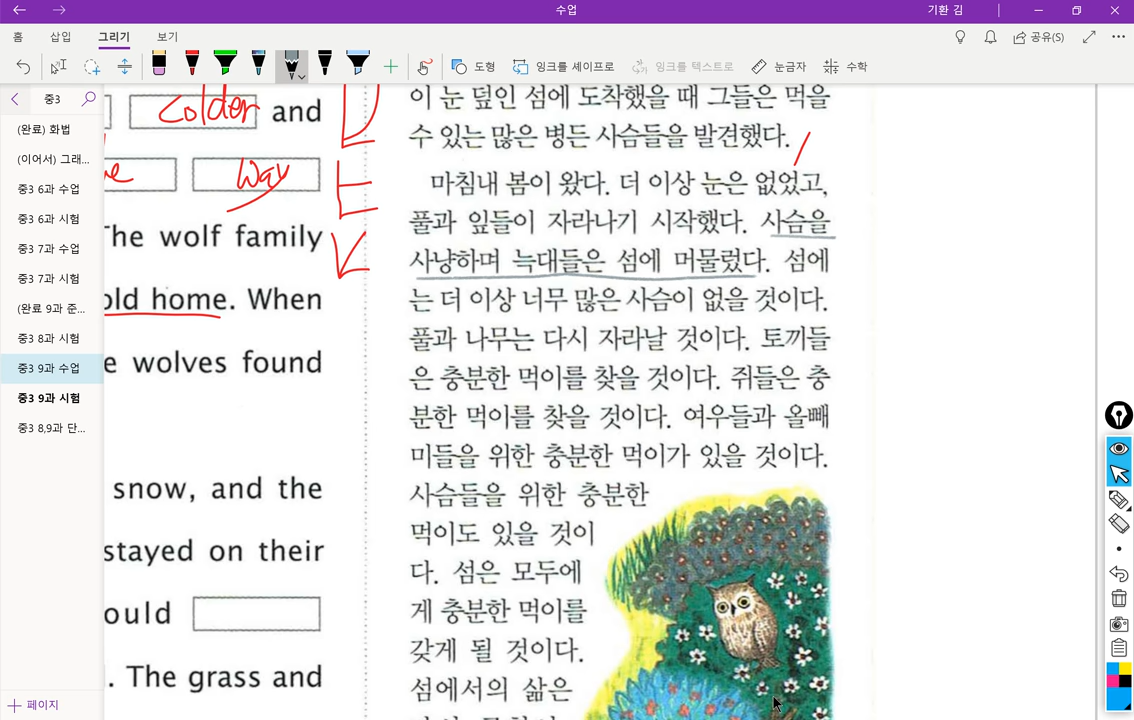 수업
기환 김
홈
삽입
그리기
보기
공유(S)
도형
잉크를 셰이프로
잉크를 텍스트로
눈금자
수학
중3
(완료) 화법
(이어서) 그래...
중3 6과 수업
중3 6과 시험
중3 7과 수업
중3 7과 시험
(완료 9과 준...
중3 8과 시험
중3 9과 수업
중3 9과 시험
중3 8,9과 단...
페이지
colder and
way
The wolf family
old home. When
e wolves found
snow, and the
stayed on their
ould
. The grass and
D
E
이 눈 덮인 섬에 도착했을 때 그들은 먹을
수 있는 많은 병든 사슴들을 발견했다.
마침내 봄이 왔다. 더 이상 눈은 없었고,
풀과 잎들이 자라나기 시작했다. 사슴을
사냥하며 늑대들은 섬에 머물렀다. 섬에
는 더 이상 너무 많은 사슴이 없을 것이다.
풀과 나무는 다시 자라날 것이다. 토끼들
은 충분한 먹이를 찾을 것이다. 쥐들은 충
분한 먹이를 찾을 것이다. 여우들과 올빼
미들을 위한 충분한 먹이가 있을 것이다.
사슴들을 위한 충분한
먹이도 있을 것이
다. 섬은 모두에
게 충분한 먹이를
갖게 될 것이다.
섬에서의 삶은